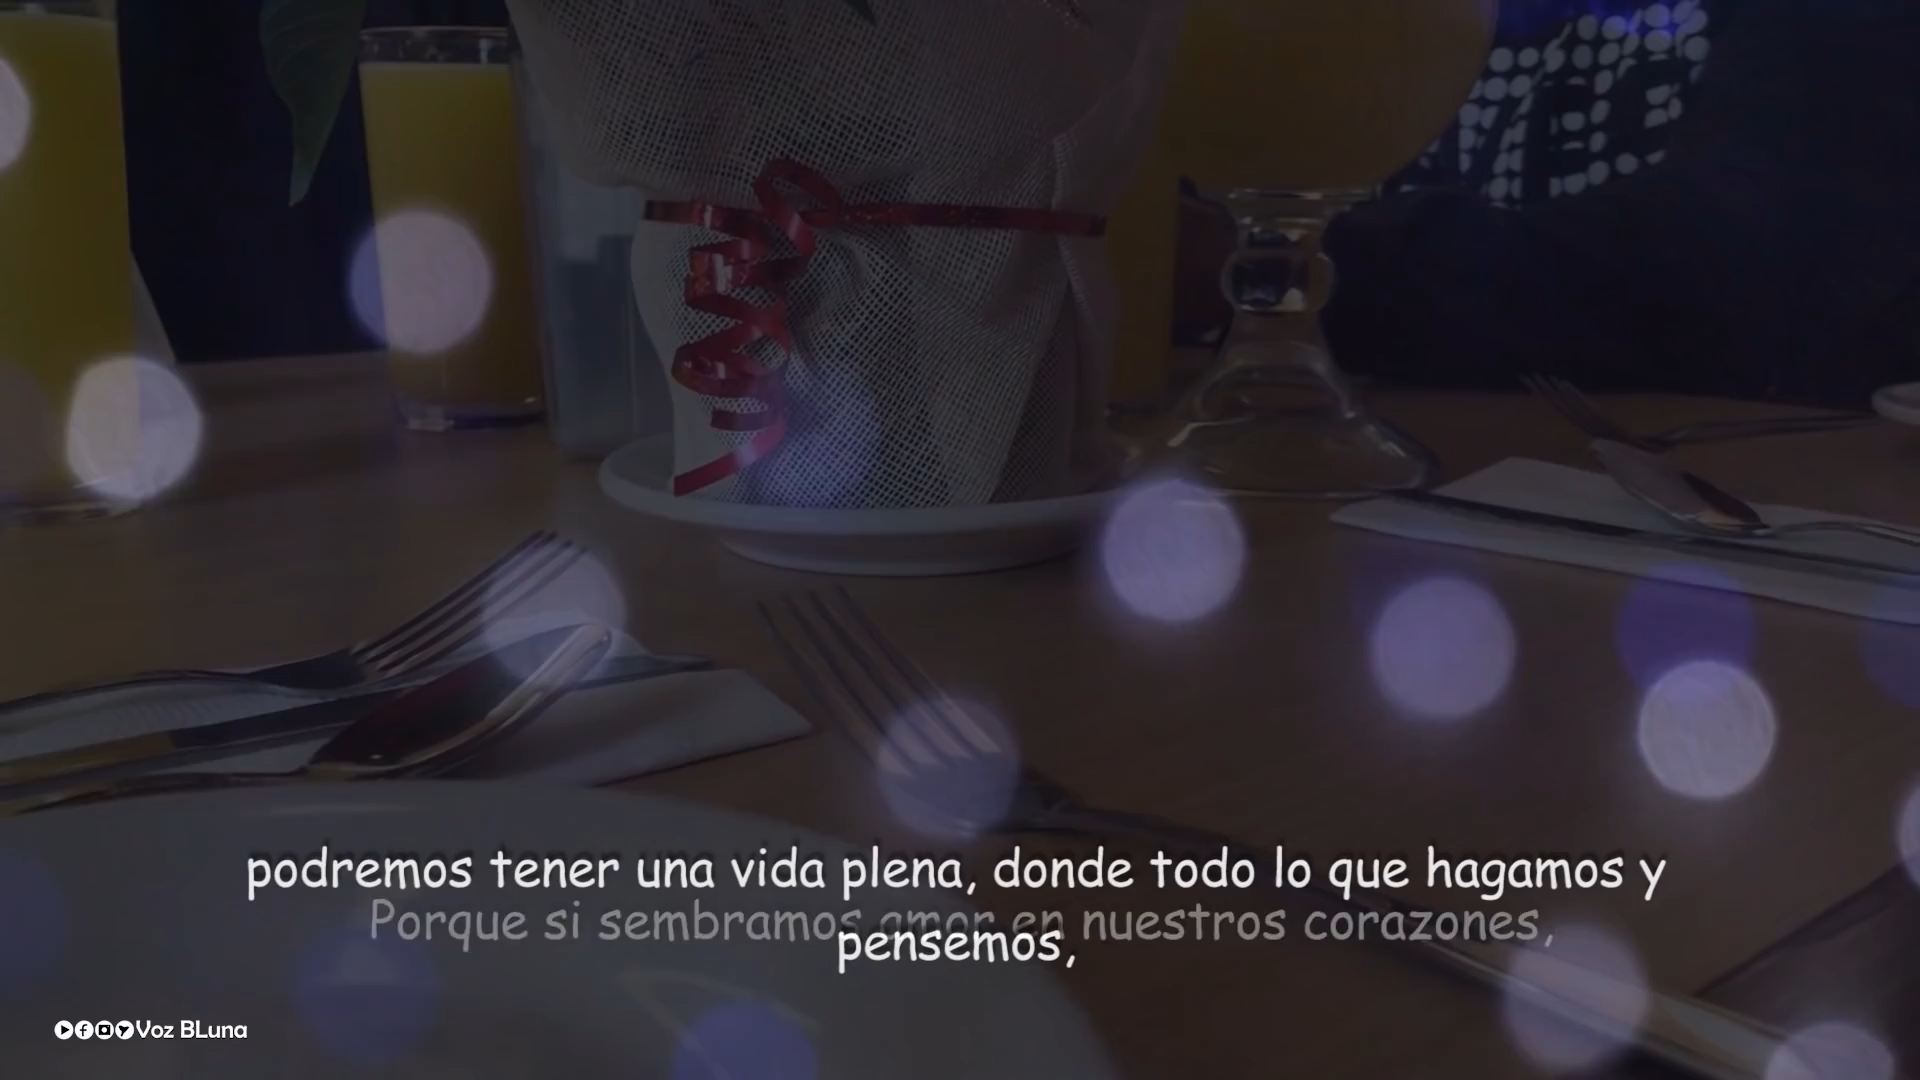 podremos tener una vida plena, donde todo lo que hagamos y
Porque si sembramos amor en nuestros corazones,
pensemos,
Voz BLuna